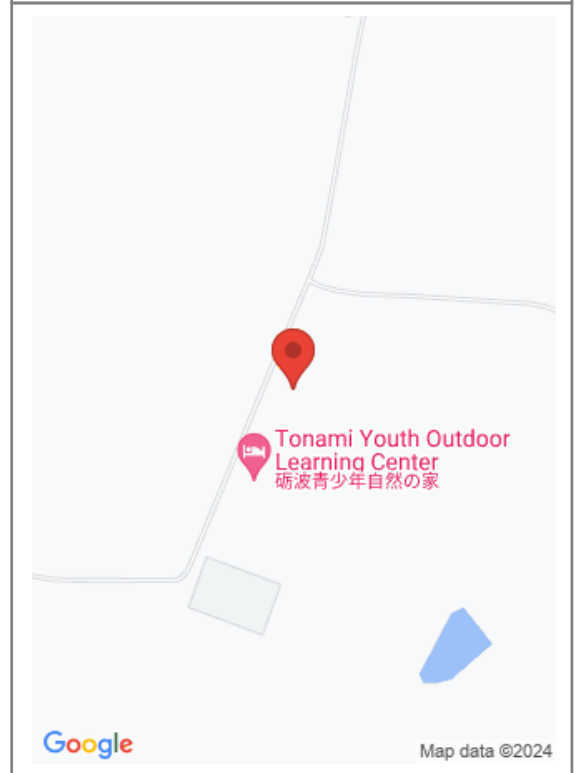 Tonami Youth Outdoor
Learning Center
砺波青少年自然の家
Google
Map data ©2024